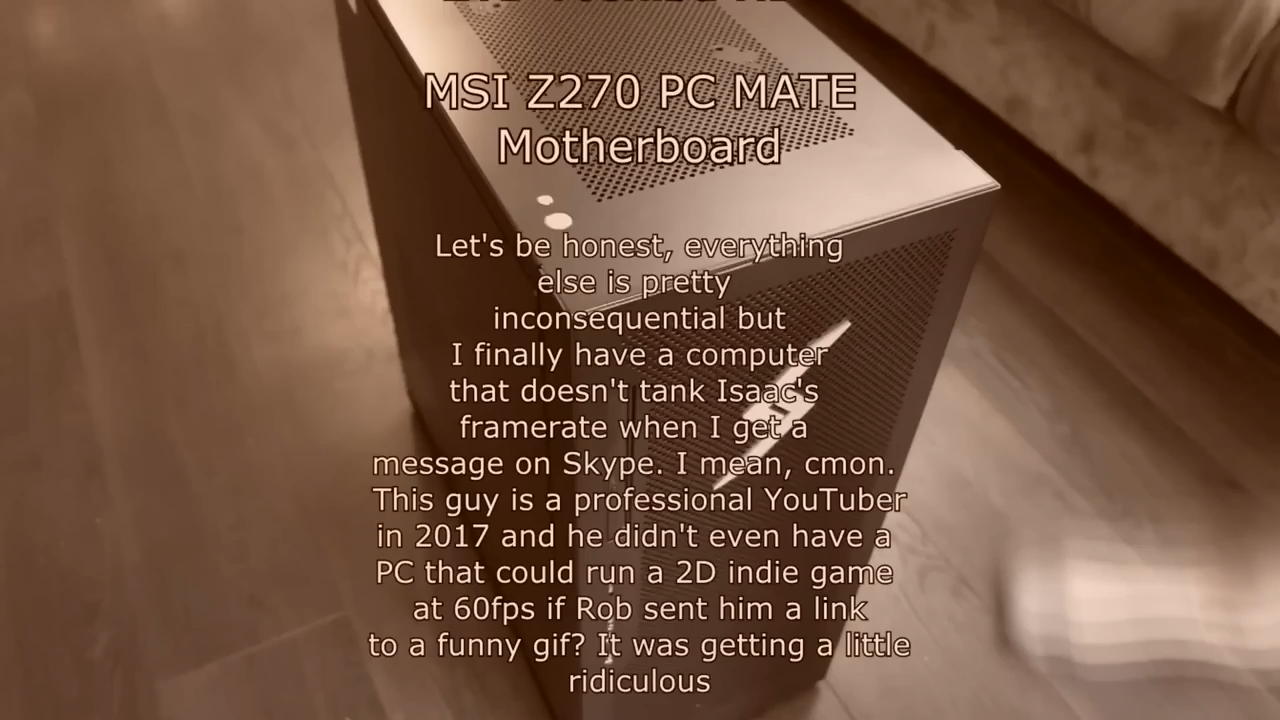 MSI Z270 PC MATE
Motherboard
Let's be honest, everything
else is pretty
inconsequential but
I finally have a computer
that doesn't tank Isaac's
framerate when I get a
message on Skype. I mean, cmon.
This guy is a professional YouTuber
in 2017 and he didn't even have a
PC that could run a 2D indie game
at 60fps if Rob sent him a link
to a funny gif? It was getting a little
ridiculous